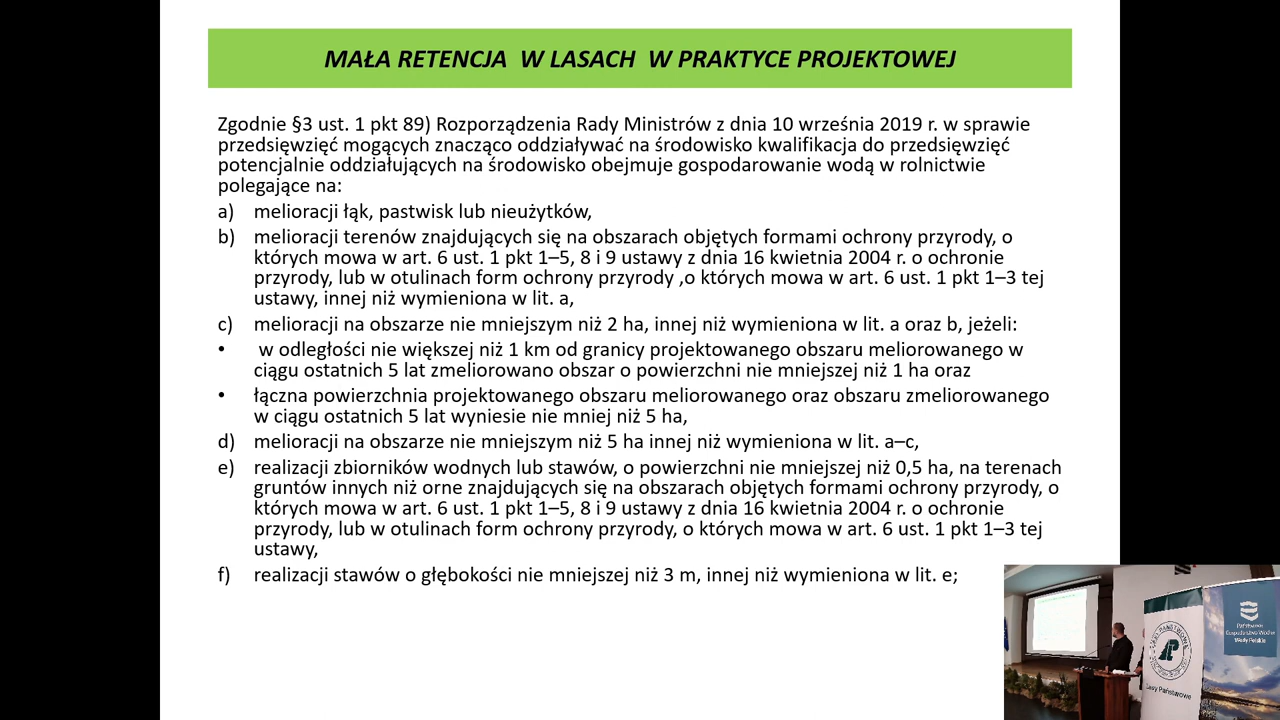 MAŁA RETENCJA W LASACH W PRAKTYCE PROJEKTOWEJ
Zgodnie §3 ust. 1 pkt 89) Rozporządzenia Rady Ministrów z dnia 10 września 2019 r. w sprawie
przedsięwzięć mogących znacząco oddziaływać na środowisko kwalifikacja do przedsięwzięć
potencjalnie oddziałujących na środowisko obejmuje gospodarowanie wodą w rolnictwie
polegające na:
a) melioracji łąk, pastwisk lub nieużytków,
b) melioracji terenów znajdujących się na obszarach objętych formami ochrony przyrody, o
których mowa w art. 6 ust. 1 pkt 1–5, 8 i 9 ustawy z dnia 16 kwietnia 2004 r. o ochronie
przyrody, lub w otulinach form ochrony przyrody ,o których mowa w art. 6 ust. 1 pkt 1–3 tej
ustawy, innej niż wymieniona w lit. a,
c) melioracji na obszarze nie mniejszym niż 2 ha, innej niż wymieniona w lit. a oraz b, jeżeli:
• w odległości nie większej niż 1 km od granicy projektowanego obszaru meliorowanego w
ciągu ostatnich 5 lat zmeliorowano obszar o powierzchni nie mniejszej niż 1 ha oraz
• łączna powierzchnia projektowanego obszaru meliorowanego oraz obszaru zmeliorowanego
w ciągu ostatnich 5 lat wyniesie nie mniej niż 5 ha,
d) melioracji na obszarze nie mniejszym niż 5 ha innej niż wymieniona w lit. a–c,
e) realizacji zbiorników wodnych lub stawów, o powierzchni nie mniejszej niż 0,5 ha, na terenach
gruntów innych niż orne znajdujących się na obszarach objętych formami ochrony przyrody, o
których mowa w art. 6 ust. 1 pkt 1–5, 8 i 9 ustawy z dnia 16 kwietnia 2004 r. o ochronie
przyrody, lub w otulinach form ochrony przyrody, o których mowa w art. 6 ust. 1 pkt 1–3 tej
ustawy,
f) realizacji stawów o głębokości nie mniejszej niż 3 m, innej niż wymieniona w lit. e;
Państwowe
Gospodarstwo Wodne
Wody Polskie
Lasy Państwowe